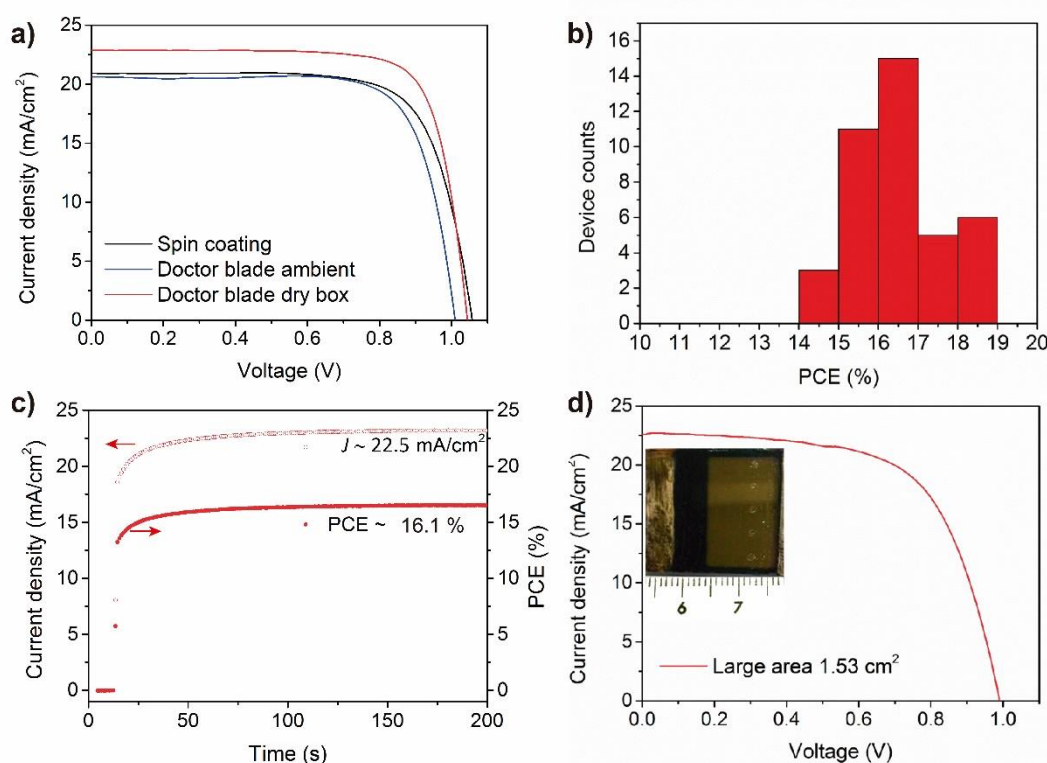 a)
25
20
15
10
5
0
Current density (mA/cm²)
Spin coating
Doctor blade ambient
Doctor blade dry box
0.0 0.2 0.4 0.6 0.8 1.0
Voltage (V)
b)
16
14
12
10
8
6
4
2
0
Device counts
10 11 12 13 13 14 15 16 17 18 19 20
PCE (%)
c)
25
20
15
10
5
0
Current density (mA/cm²)
J ~ 22.5 mA/cm²
PCE ~ 16.1 %
25
20
15
10
5
0
PCE (%)
0 50 100 150 200
Time (s)
d)
25
20
15
10
5
0
Current density (mA/cm²)
6 7
Large area 1.53 cm²
0.0 0.2 0.4 0.6 0.8 1.0
Voltage (V)